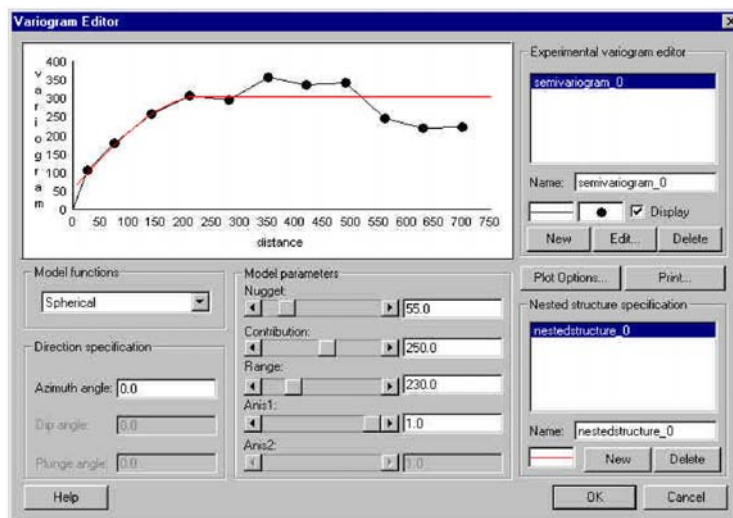 Variogram Editor
variogram
400
350
300
250
200
150
100
50
0
0 50 100 150 200 250 300 350 400 450 500 550 600 650 700 750
distance
Experimental variogram editor
semivariogram_0
Name: semivariogram_0
Display
New Edit... Delete
Plot Options... Print...
Model functions
Spherical
Direction specification
Azimuth angle: 0.0
Dip angle: 0.0
Plunge angle: 0.0
Model parameters
Nugget:
55.0
Contribution:
250.0
Range:
230.0
Anis1:
1.0
Anis2:
1.0
Nested structure specification
nestedstructure_0
Name: nestedstructure_0
New Delete
Help
OK Cancel